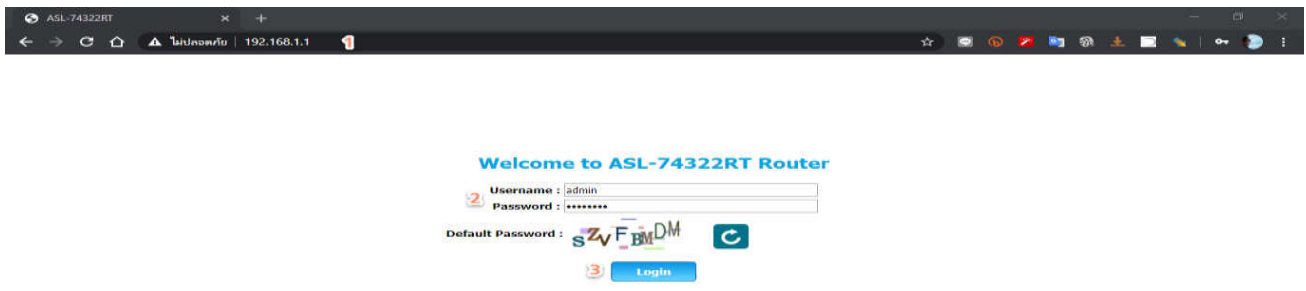 ASL-74322RT
ไม่ปลอดภัย | 192.168.1.1 1
Welcome to ASL-74322RT Router
2 Username : admin
Password : ••••••••
Default Password : sZVFBMDM
3 Login